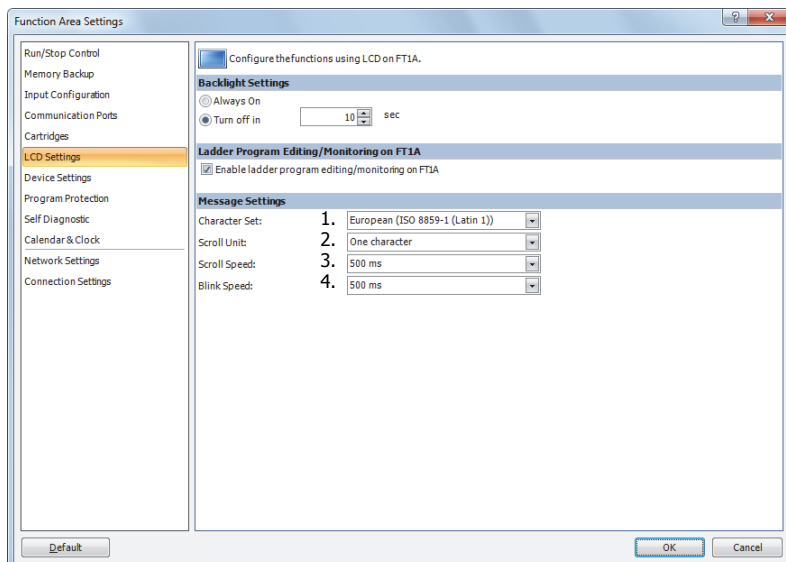 Function Area Settings
?
X
Run/Stop Control
Memory Backup
Input Configuration
Communication Ports
Cartridges
LCD Settings
Device Settings
Program Protection
Self Diagnostic
Calendar & Clock
Network Settings
Connection Settings
Configure the functions using LCD on FT1A.
Backlight Settings
Always On
Turn off in 10 sec
Ladder Program Editing/Monitoring on FT1A
Enable ladder program editing/monitoring on FT1A
Message Settings
Character Set: 1. European (ISO 8859-1 (Latin 1))
Scroll Unit: 2. One character
Scroll Speed: 3. 500 ms
Blink Speed: 4. 500 ms
Default
OK
Cancel